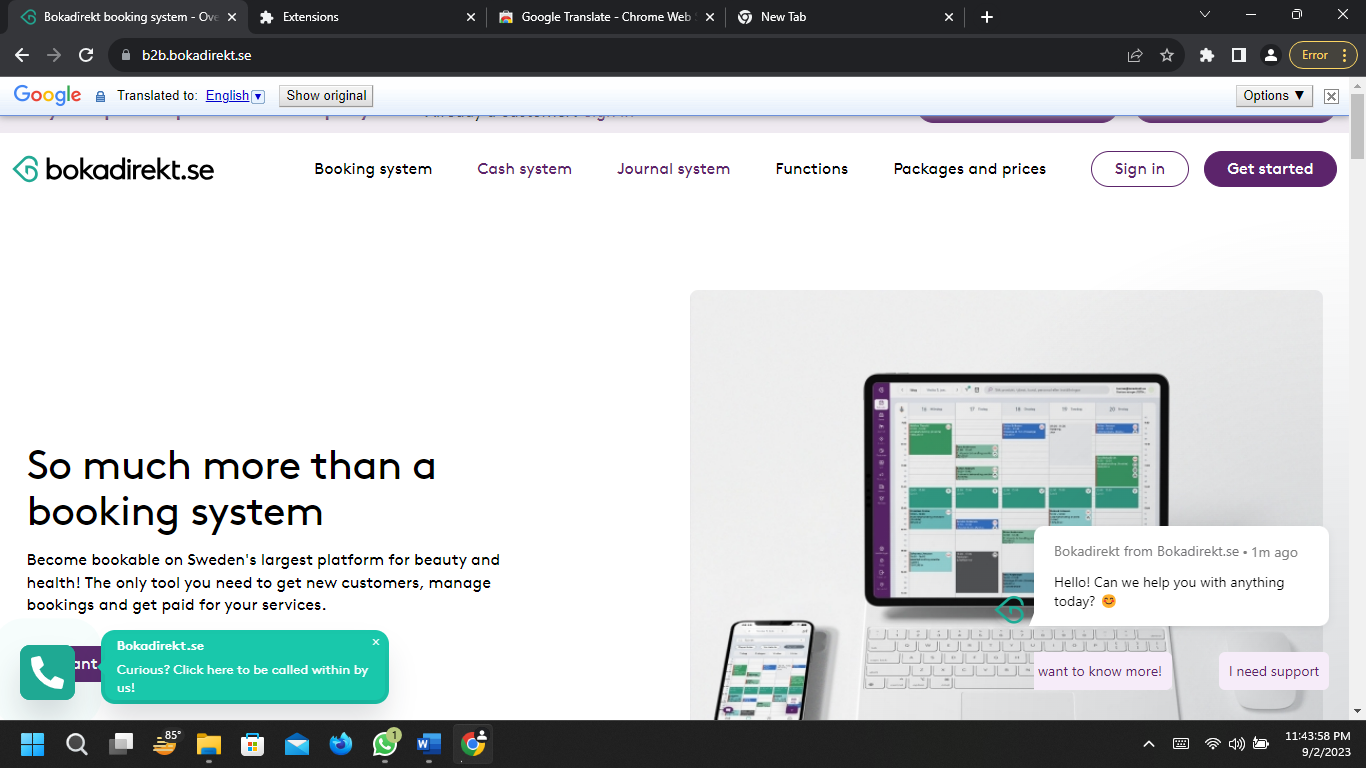 Bokadirekt booking system - Ove
Extensions
Google Translate - Chrome Web
New Tab
b2b.bokadirekt.se
Error
Google
Translated to: English
Show original
Options ▼
bokadirekt.se
Booking system
Cash system
Journal system
Functions
Packages and prices
Sign in
Get started
So much more than a
booking system
Become bookable on Sweden's largest platform for beauty and
health! The only tool you need to get new customers, manage
bookings and get paid for your services.
Bokadirekt.se
Curious? Click here to be called within by
us!
16
17
18
19
20
Bokadirekt from Bokadirekt.se • 1m ago
Hello! Can we help you with anything
today? 😊
want to know more!
I need support
85°
1
11:43:58 PM
9/2/2023